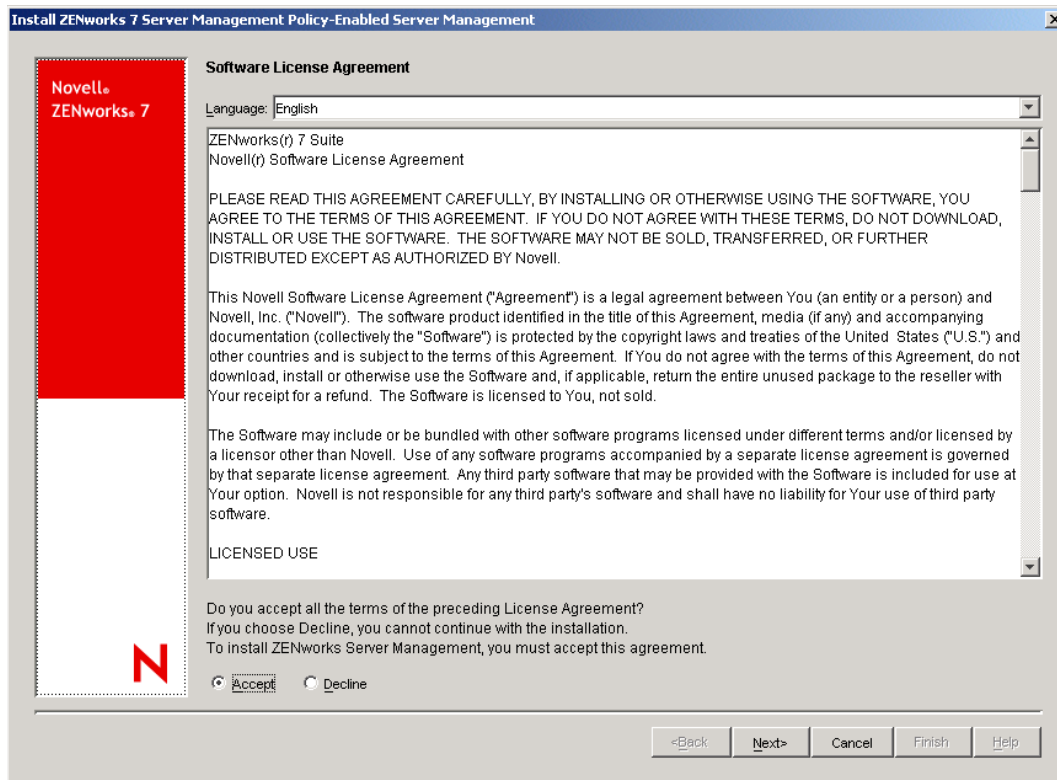 Install ZENworks 7 Server Management Policy-Enabled Server Management
Novell®
ZENworks® 7
Software License Agreement
Language: English
ZENworks(r) 7 Suite
Novell(r) Software License Agreement
PLEASE READ THIS AGREEMENT CAREFULLY, BY INSTALLING OR OTHERWISE USING THE SOFTWARE, YOU
AGREE TO THE TERMS OF THIS AGREEMENT.  IF YOU DO NOT AGREE WITH THESE TERMS, DO NOT DOWNLOAD,
INSTALL OR USE THE SOFTWARE.  THE SOFTWARE MAY NOT BE SOLD, TRANSFERRED, OR FURTHER
DISTRIBUTED EXCEPT AS AUTHORIZED BY Novell.
This Novell Software License Agreement ("Agreement") is a legal agreement between You (an entity or a person) and
Novell, Inc. ("Novell").  The software product identified in the title of this Agreement, media (if any) and accompanying
documentation (collectively the "Software") is protected by the copyright laws and treaties of the United  States ("U.S.") and
other countries and is subject to the terms of this Agreement.  If You do not agree with the terms of this Agreement, do not
download, install or otherwise use the Software and, if applicable, return the entire unused package to the reseller with
Your receipt for a refund.  The Software is licensed to You, not sold.
The Software may include or be bundled with other software programs licensed under different terms and/or licensed by
a licensor other than Novell.  Use of any software programs accompanied by a separate license agreement is governed
by that separate license agreement.  Any third party software that may be provided with the Software is included for use at
Your option.  Novell is not responsible for any third party's software and shall have no liability for Your use of third party
software.
LICENSED USE
Do you accept all the terms of the preceding License Agreement?
If you choose Decline, you cannot continue with the installation.
To install ZENworks Server Management, you must accept this agreement.
Accept Decline
N
<Back Next> Cancel Finish Help